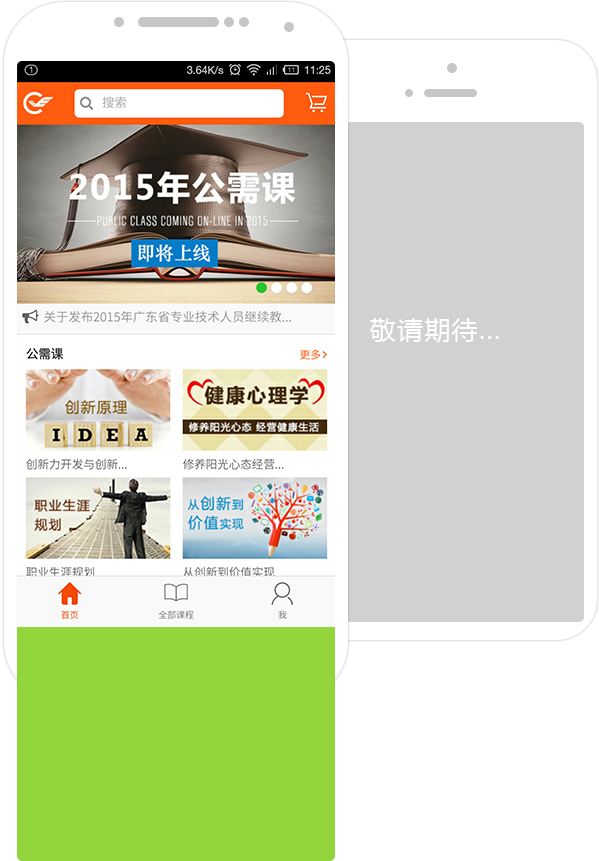 1
3.64K/s
11
11:25
搜索
2015年公需课
PUBLIC CLASS COMING ON-LINE IN 2015
即将上线
关于发布2015年广东省专业技术人员继续教...
公需课
更多
创新原理
IDEA
健康心理学
修养阳光心态 经营健康生活
创新力开发与创新...
修养阳光心态经营...
职业生涯
规划
从创新到
价值实现
职业生涯规划
从创新到价值实现
首页
全部课程
我
敬请期待...